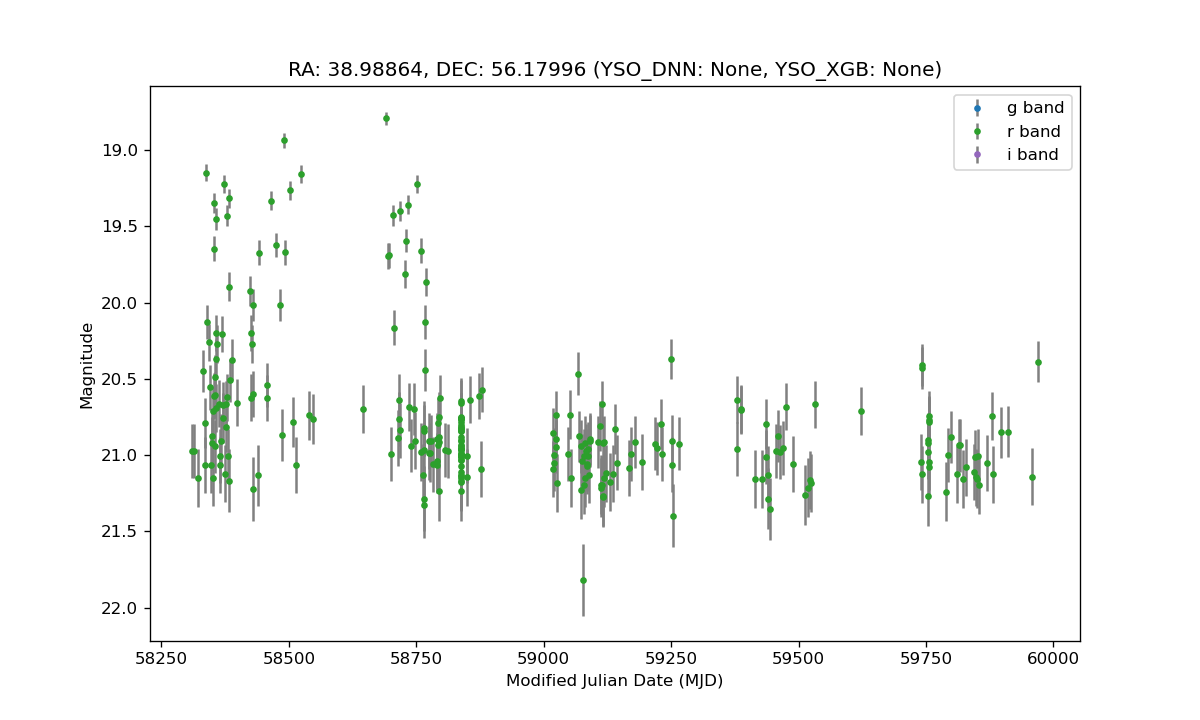 RA: 38.98864, DEC: 56.17996 (YSO_DNN: None, YSO_XGB: None)
g band
r band
i band
19.0
19.5
20.0
20.5
21.0
21.5
22.0
Magnitude
58250 58500 58750 59000 59250 59500 59750 60000
Modified Julian Date (MJD)